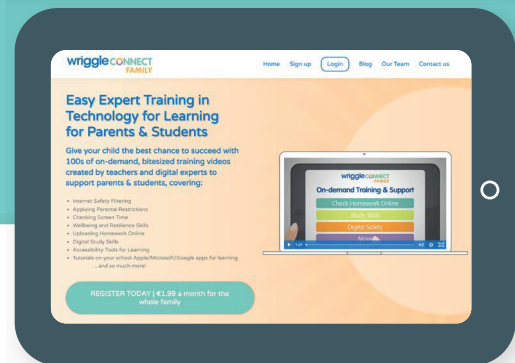 wriggle CONNECT
FAMILY
Home Sign up Login Blog Our Team Contact us
Easy Expert Training in
Technology for Learning
for Parents & Students
Give your child the best chance to succeed with
100s of on-demand, bitesized training videos
created by teachers and digital experts to
support parents & students, covering:
• Internet Safety Filtering
• Applying Parental Restrictions
• Checking Screen Time
• Wellbeing and Resilience Skills
• Uploading Homework Online
• Digital Study Skills
• Accessibility Tools for Learning
• Tutorials on your school Apple/Microsoft/Google apps for learning
...and so much more!
REGISTER TODAY | €1.99 a month for the
whole family
wriggle CONNECT
FAMILY
On-demand Training & Support
Check Homework Online
Study Skills
Digital Safety